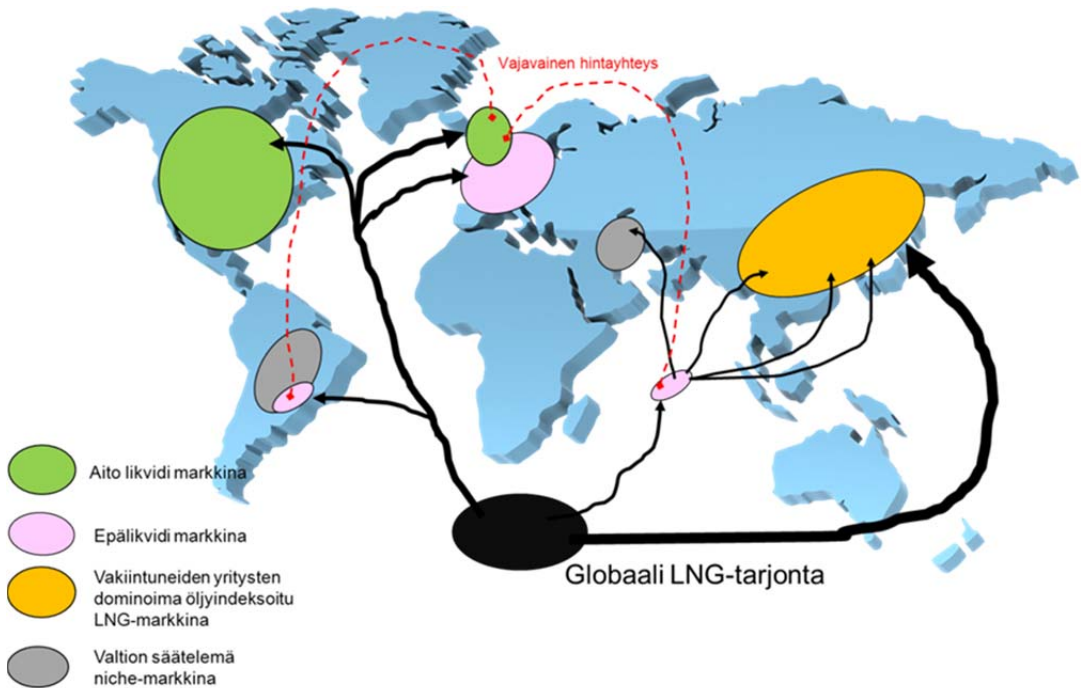 Vajavainen hintayhteys
Aito likvidi markkina
Epälikvidi markkina
Globaali LNG-tarjonta
Vakiintuneiden yritysten
dominoima öljyindeksoitu
LNG-markkina
Valtion säätelemä
niche-markkina